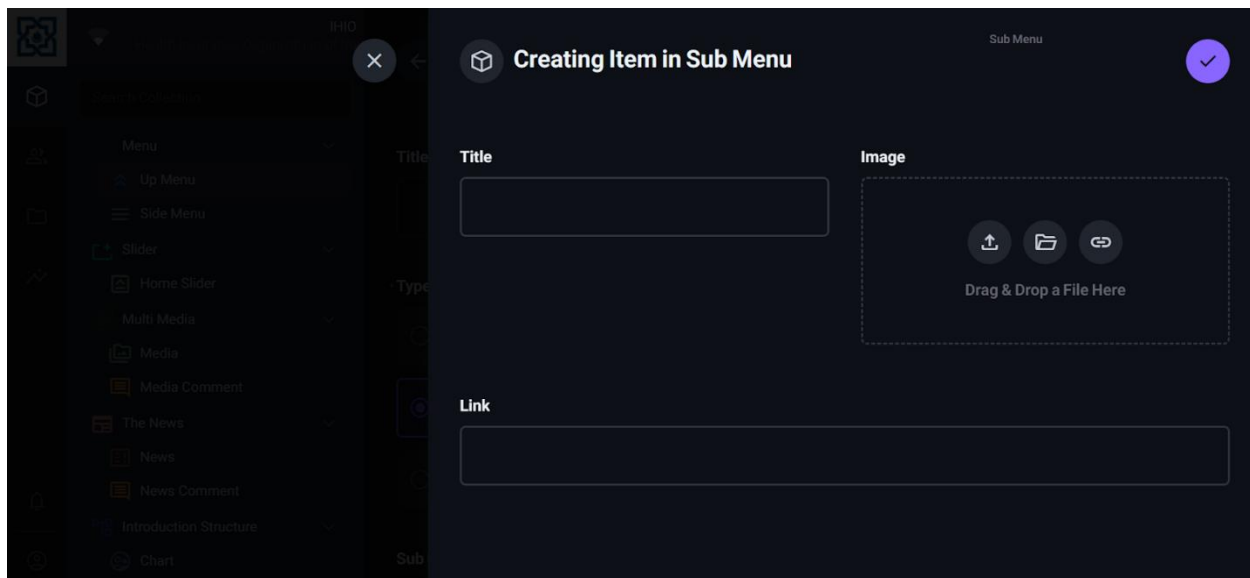 IHIO
Sub Menu
Creating Item in Sub Menu
Menu
Up Menu
Side Menu
Slider
Home Slider
Multi Media
Media
Media Comment
The News
News
News Comment
Introduction Structure
Chart
Title
Type
Sub
Title
Image
Drag & Drop a File Here
Link